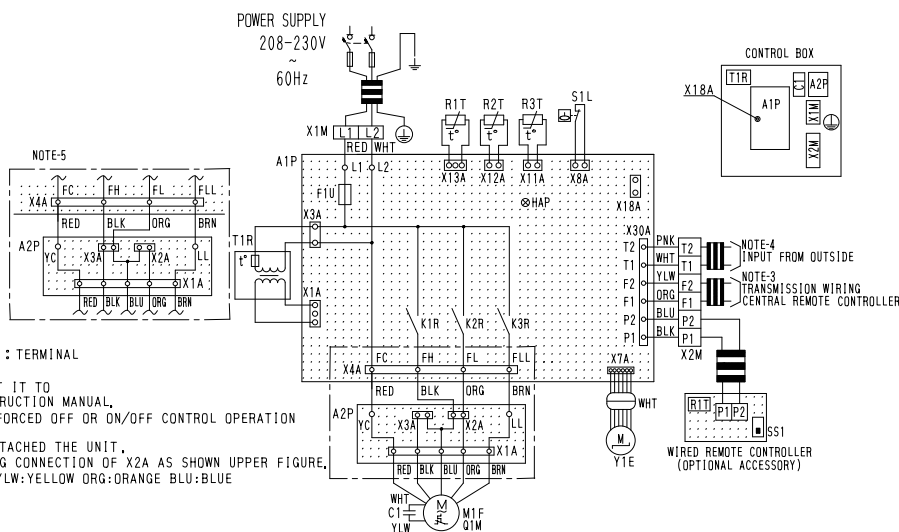 POWER SUPPLY
208-230V
~
60Hz
X1M
L1 L2
RED WHT
A1P
L1 L2
F1U
X3A
T1R
t°
X1A
R1T
t°
X13A
R2T
t°
X12A
R3T
t°
X11A
S1L
X8A
HAP
X18A
X30A
T2
T1
F2
F1
P2
P1
PNK
WHT
YLW
ORG
BLU
BLK
T2
T1
F2
F1
P2
P1
X2M
NOTE-4
INPUT FROM OUTSIDE
NOTE-3
TRANSMISSION WIRING
CENTRAL REMOTE CONTROLLER
K1R K2R K3R
X4A
FC FH FL FLL
RED BLK ORG BRN
A2P
YC X3A X2A LL
X1A
RED BLK BLU ORG BRN
WHT
C1
YLW
M
M1F
Q1M
X7A
WHT
M
Y1E
R1T
P1 P2
SS1
WIRED REMOTE CONTROLLER
(OPTIONAL ACCESSORY)
CONTROL BOX
T1R
C1
A2P
X18A
A1P
X1M
X2M
NOTE-5
FC FH FL FLL
X4A
RED BLK ORG BRN
A2P
YC X3A X2A LL
X1A
RED BLK BLU ORG BRN
: TERMINAL
T IT TO
RUCTION MANUAL.
FORCED OFF OR ON/OFF CONTROL OPERATION
TACHED THE UNIT.
G CONNECTION OF X2A AS SHOWN UPPER FIGURE.
YLW:YELLOW ORG:ORANGE BLU:BLUE